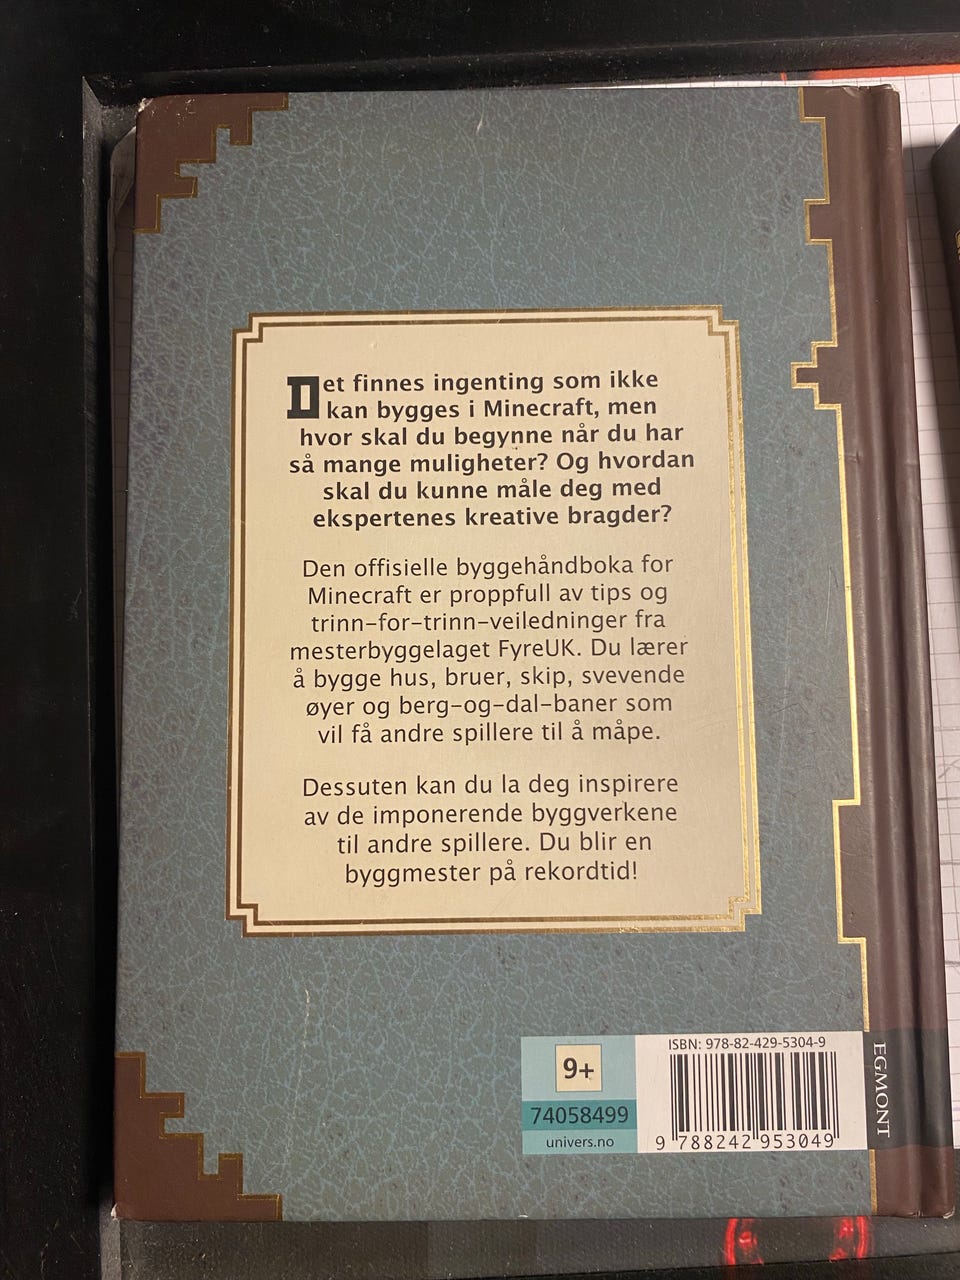 Det finnes ingenting som ikke
kan bygges i Minecraft, men
hvor skal du begynne når du har
så mange muligheter? Og hvordan
skal du kunne måle deg med
ekspertenes kreative bragder?
Den offisielle byggehåndboka for
Minecraft er proppfull av tips og
trinn-for-trinn-veiledninger fra
mesterbyggelaget FyreUK. Du lærer
å bygge hus, bruer, skip, svevende
øyer og berg-og-dal-baner som
vil få andre spillere til å måpe.
Dessuten kan du la deg inspirere
av de imponerende byggverkene
til andre spillere. Du blir en
byggmester på rekordtid!
9+
74058499
univers.no
ISBN: 978-82-429-5304-9
9 788242 953049
EGMONT